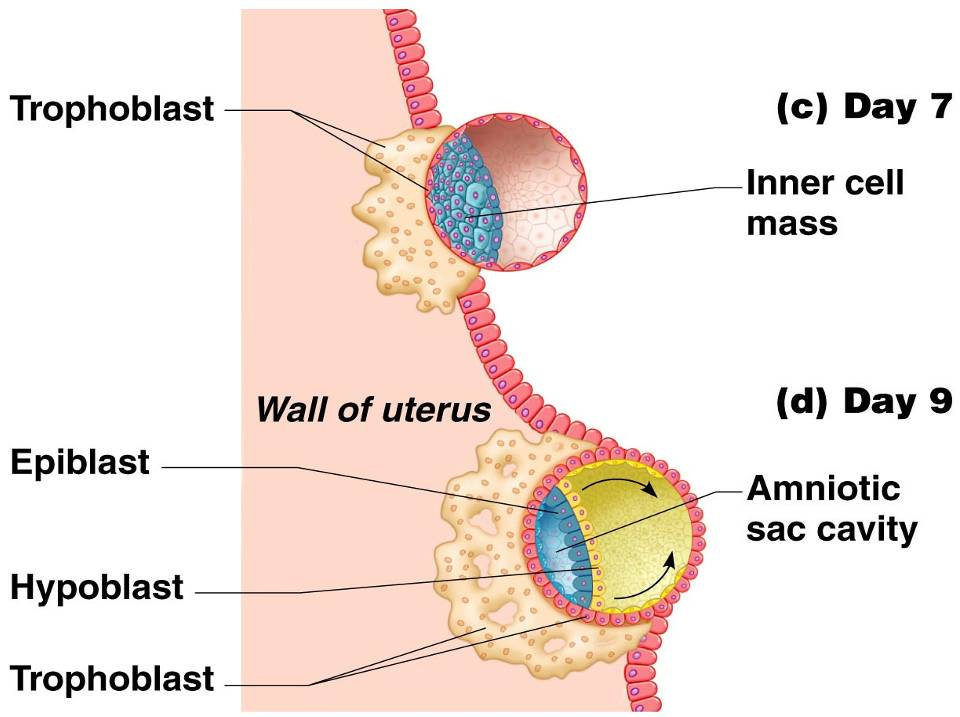 Trophoblast
(c) Day 7
Inner cell
mass
Wall of uterus
(d) Day 9
Epiblast
Amniotic
sac cavity
Hypoblast
Trophoblast